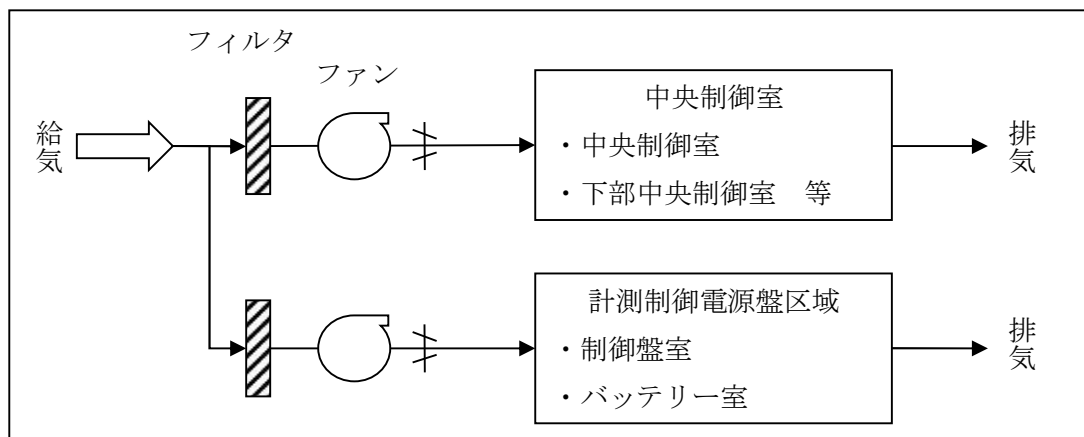 フィルタ
ファン
給気
中央制御室
・中央制御室
・下部中央制御室　等
排気
計測制御電源盤区域
・制御盤室
・バッテリー室
排気